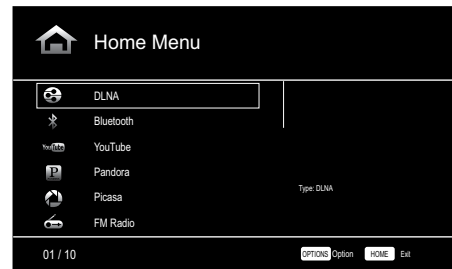 Home Menu
DLNA
Bluetooth
YouTube YouTube
P Pandora
Picasa
Type: DLNA
FM Radio
01 / 10 OPTIONS Option HOME Exit